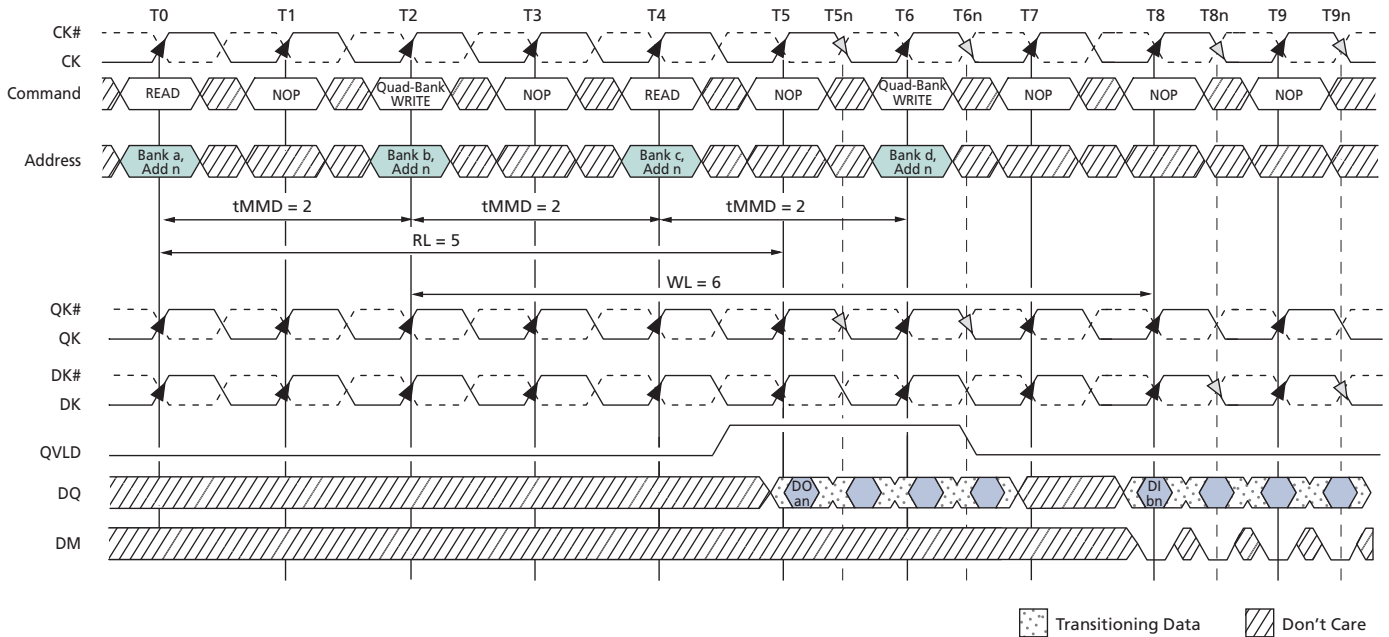 T0 T1 T2 T3 T4 T5 T5n T6 T6n T7 T8 T8n T9 T9n
CK#
CK
Command READ NOP Quad-Bank WRITE NOP READ NOP Quad-Bank WRITE NOP NOP NOP
Address Bank a, Add n Bank b, Add n Bank c, Add n Bank d, Add n
tMMD = 2 tMMD = 2 tMMD = 2
RL = 5
WL = 6
QK#
QK
DK#
DK
QVLD
DQ DO an DI bn
DM
Transitioning Data Don't Care